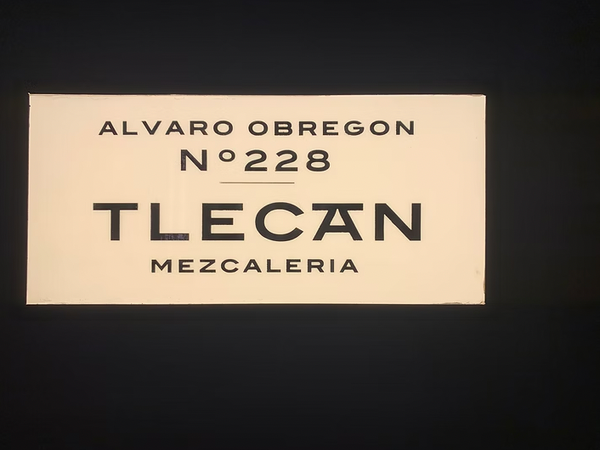 ALVARO OBREGON
Nº228
TLECAN
MEZCALERIA